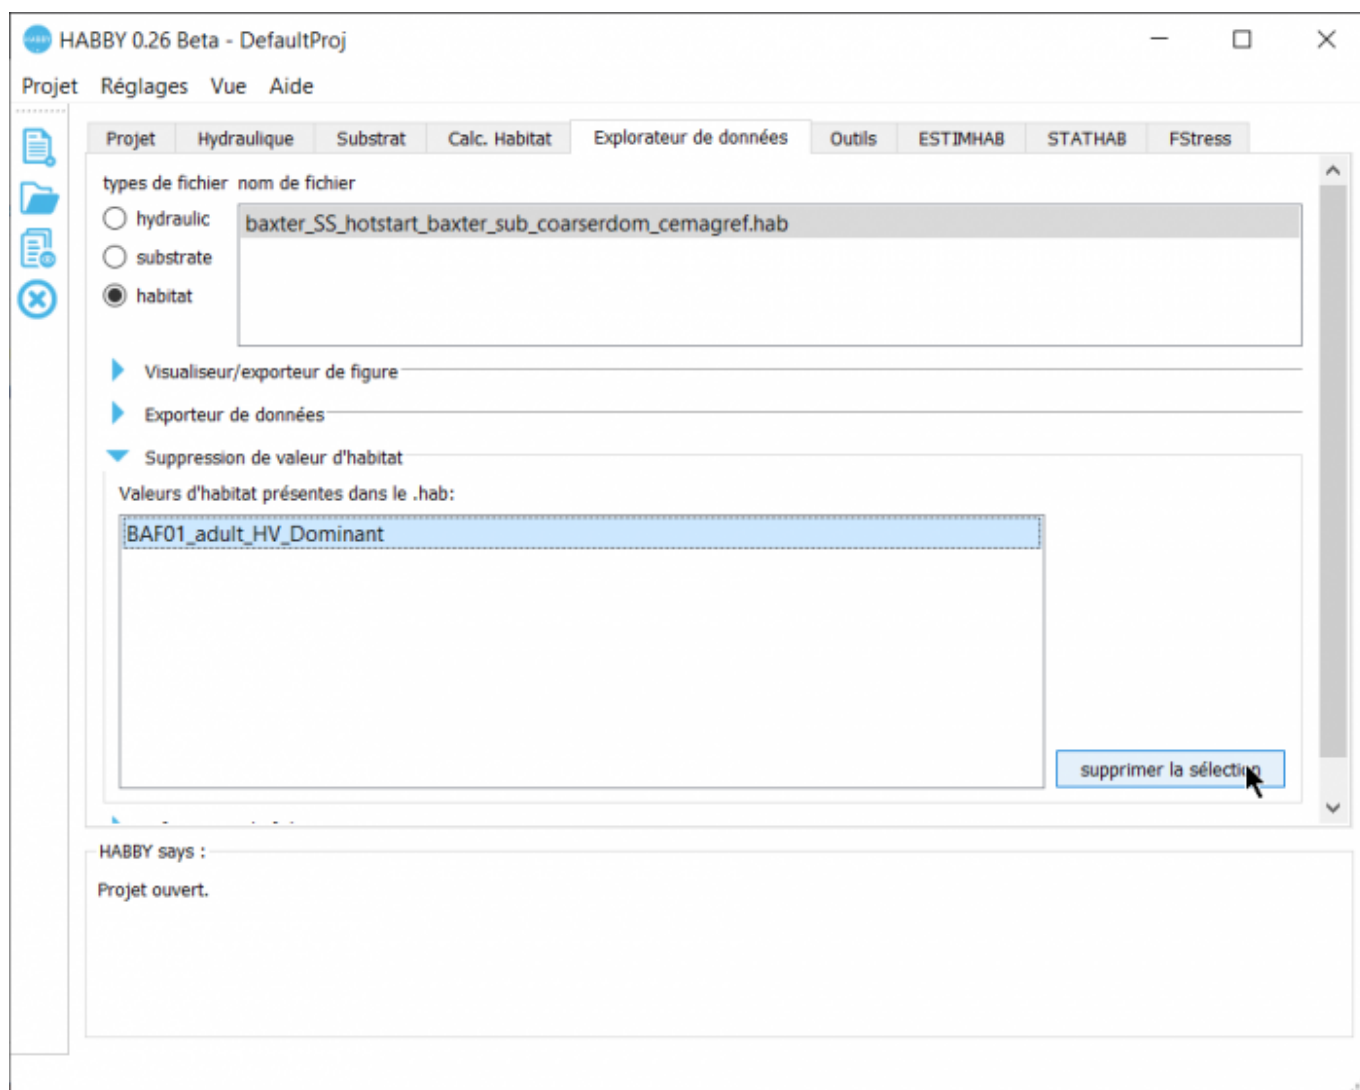 HABBY 0.26 Beta - DefaultProj
Projet Réglages Vue Aide
Projet Hydraulique Substrat Calc. Habitat Explorateur de données Outils ESTIMHAB STATHAB FStress
types de fichier nom de fichier
hydraulic
baxter_SS_hotstart_baxter_sub_coarserdom_cemagref.hab
substrate
habitat
Visualiseur/exporteur de figure
Exporteur de données
Suppression de valeur d'habitat
Valeurs d'habitat présentes dans le .hab:
BAF01_adult_HV_Dominant
supprimer la sélection
HABBY says :
Projet ouvert.